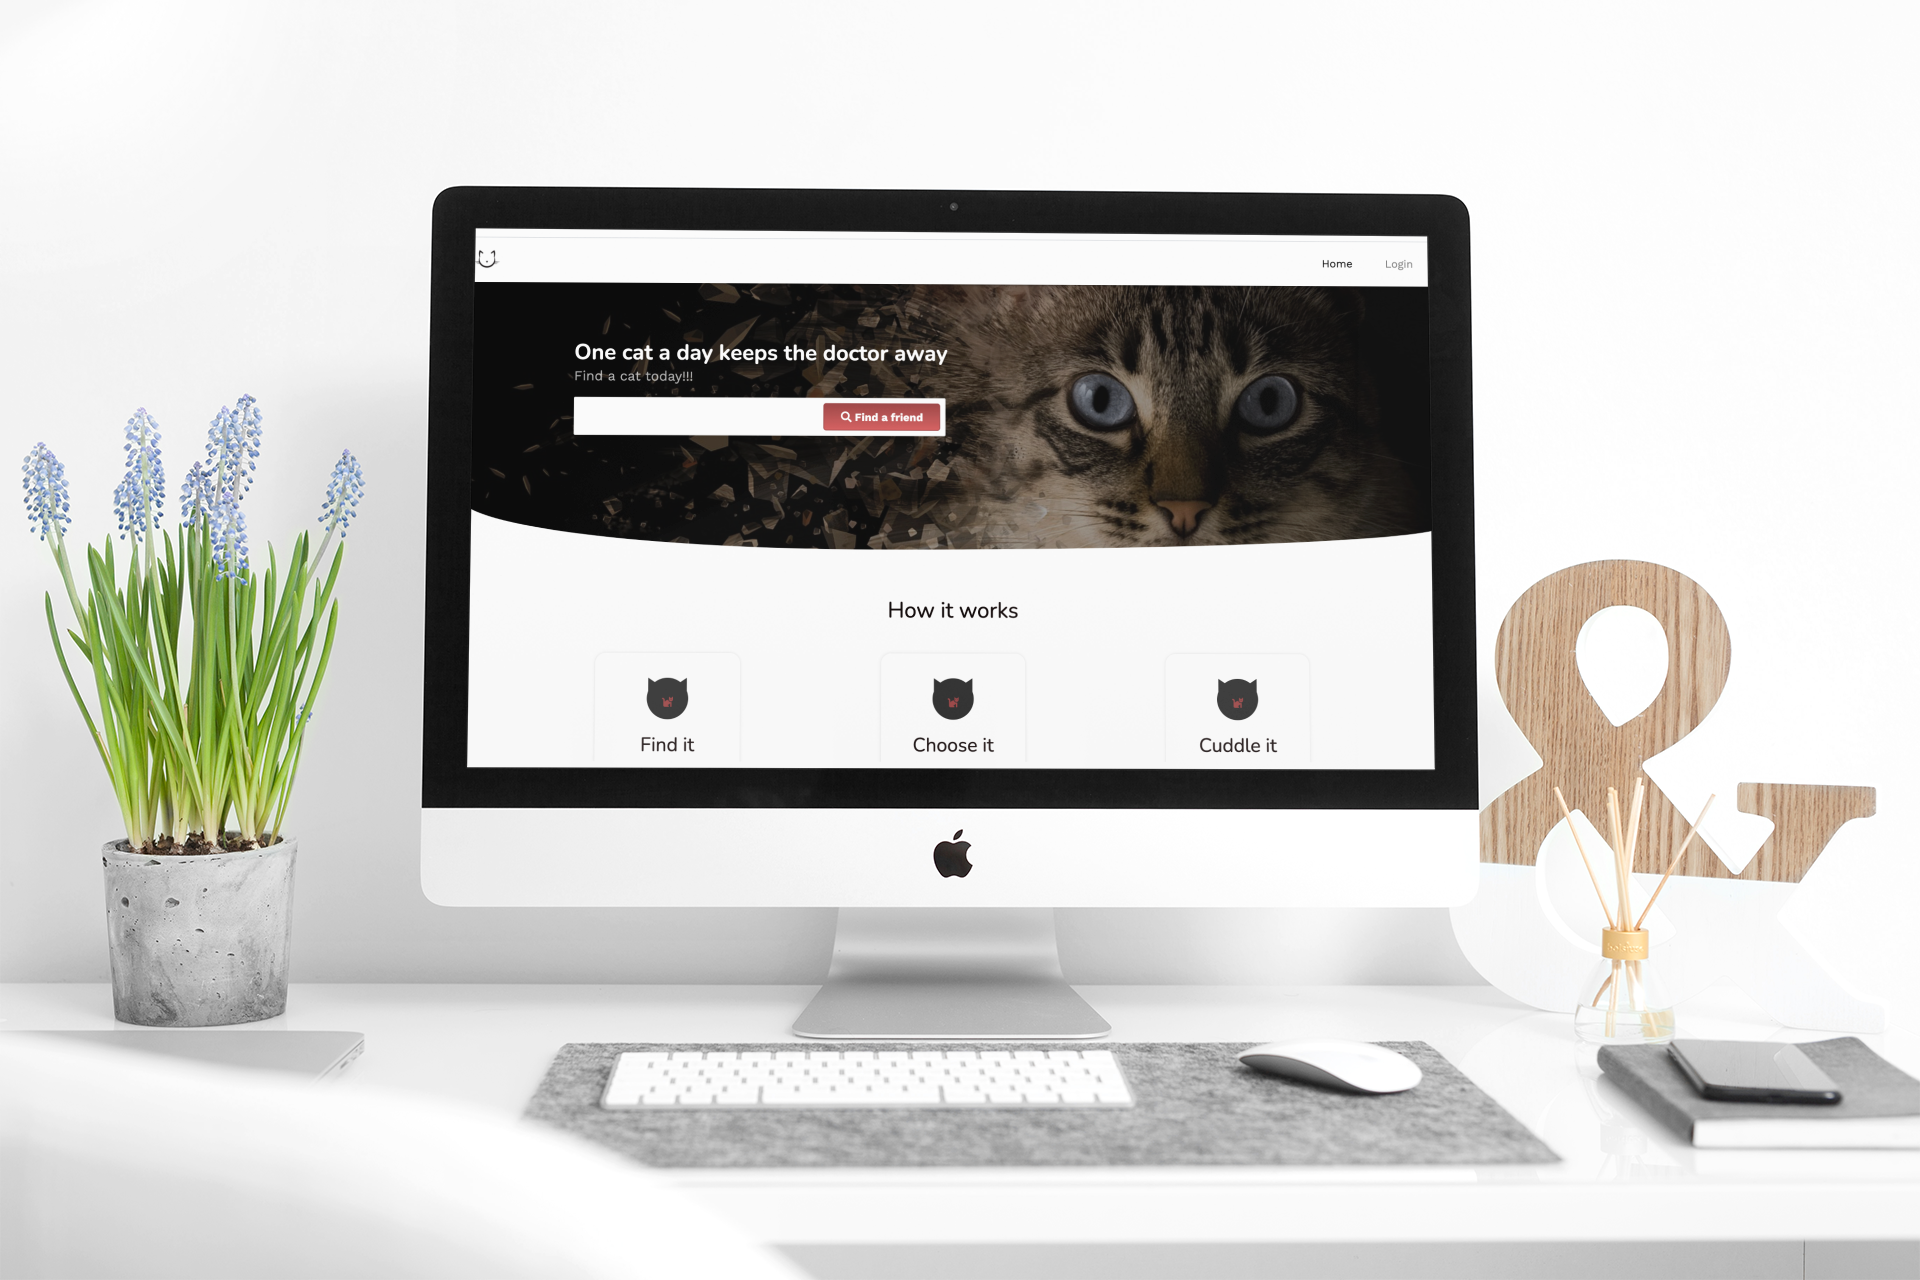 Home Login
One cat a day keeps the doctor away
Find a cat today!!!
Find a friend
How it works
Find it
Choose it
Cuddle it